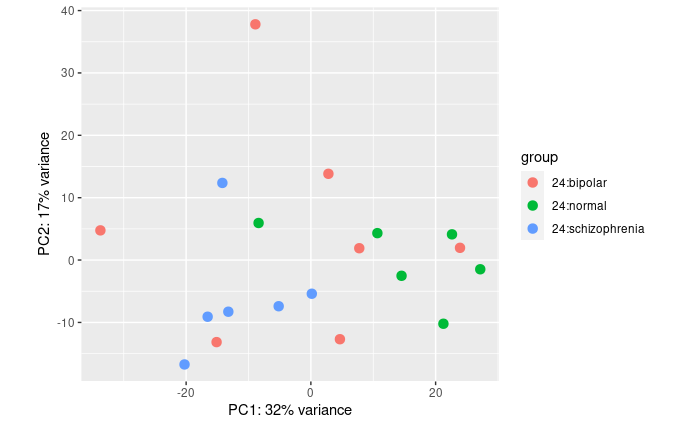 40
30
20
10
0
-10
PC2: 17% variance
-20
0
20
PC1: 32% variance
group
24:bipolar
24:normal
24:schizophrenia